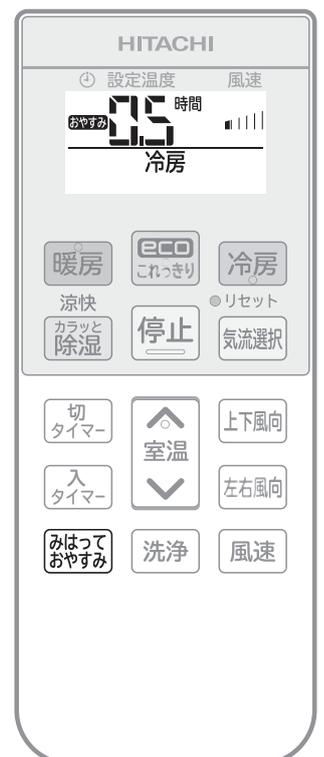 HITACHI
設定温度 風速
おやすみ 0.5 時間
冷房
暖房 eco これっきり 冷房
涼快 リセット
カラッと除湿 停止 気流選択
切タイマー 室温 上下風向
入タイマー 左右風向
みはっておやすみ 洗浄 風速